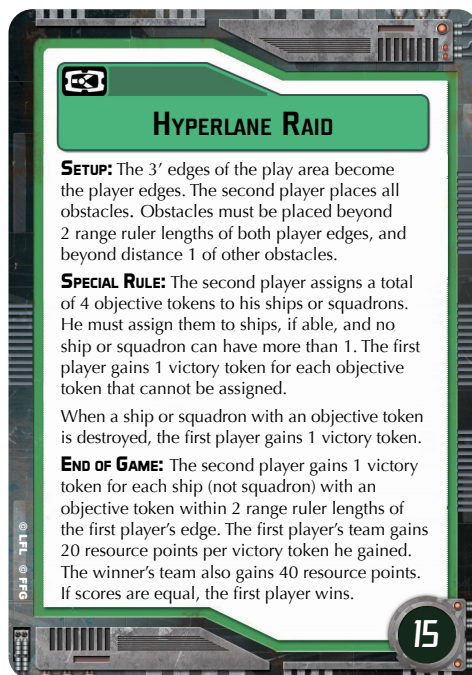 HYPERLANE RAID
SETUP: The 3’ edges of the play area become
the player edges. The second player places all
obstacles. Obstacles must be placed beyond
2 range ruler lengths of both player edges, and
beyond distance 1 of other obstacles.
SPECIAL RULE: The second player assigns a total
of 4 objective tokens to his ships or squadrons.
He must assign them to ships, if able, and no
ship or squadron can have more than 1. The first
player gains 1 victory token for each objective
token that cannot be assigned.
When a ship or squadron with an objective token
is destroyed, the first player gains 1 victory token.
END OF GAME: The second player gains 1 victory
token for each ship (not squadron) with an
objective token within 2 range ruler lengths of
the first player’s edge. The first player’s team gains
20 resource points per victory token he gained.
The winner’s team also gains 40 resource points.
If scores are equal, the first player wins.
© LFL © FFG
15